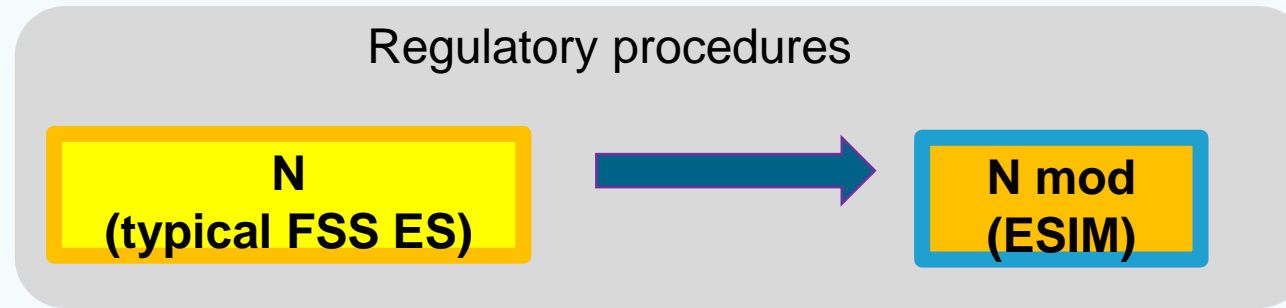 Regulatory procedures
N
(typical FSS ES)
N mod
(ESIM)